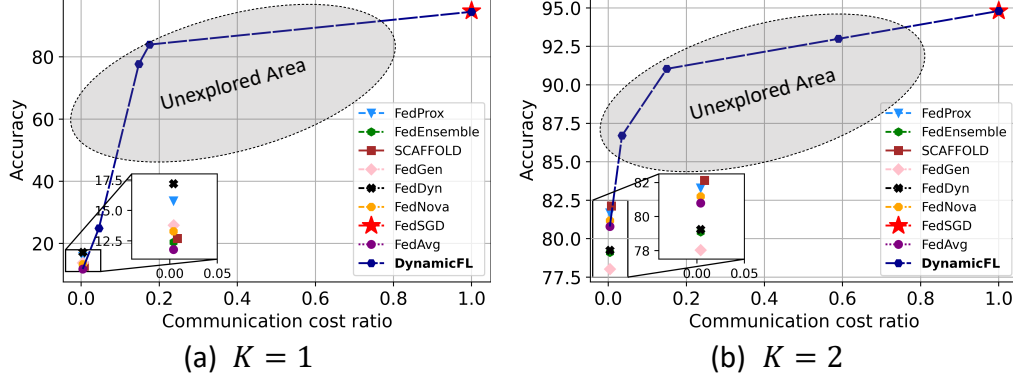 80
60
40
20
0.0
0.2
0.4
0.6
0.8
1.0
Accuracy
Communication cost ratio
Unexplored Area
17.5
15.0
12.5
0.00
0.05
FedProx
FedEnsemble
SCAFFOLD
FedGen
FedDyn
FedNova
FedSGD
FedAvg
DynamicFL
(a) K = 1
95.0
92.5
90.0
87.5
85.0
82.5
80.0
77.5
0.0
0.2
0.4
0.6
0.8
1.0
Accuracy
Communication cost ratio
Unexplored Area
82
80
78
0.00
0.05
FedProx
FedEnsemble
SCAFFOLD
FedGen
FedDyn
FedNova
FedSGD
FedAvg
DynamicFL
(b) K = 2